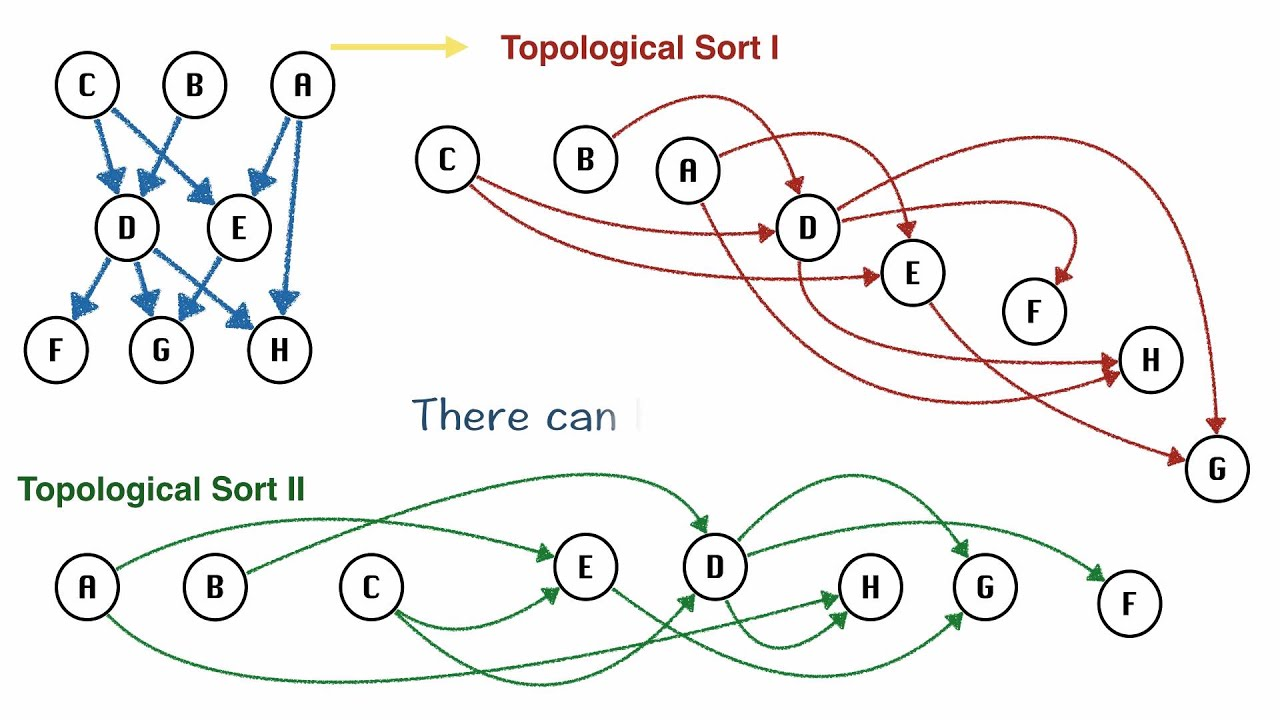 Topological Sort I
C B A
D E
F G H
C B A D E F H G
There can
Topological Sort II
A B C E D H G F